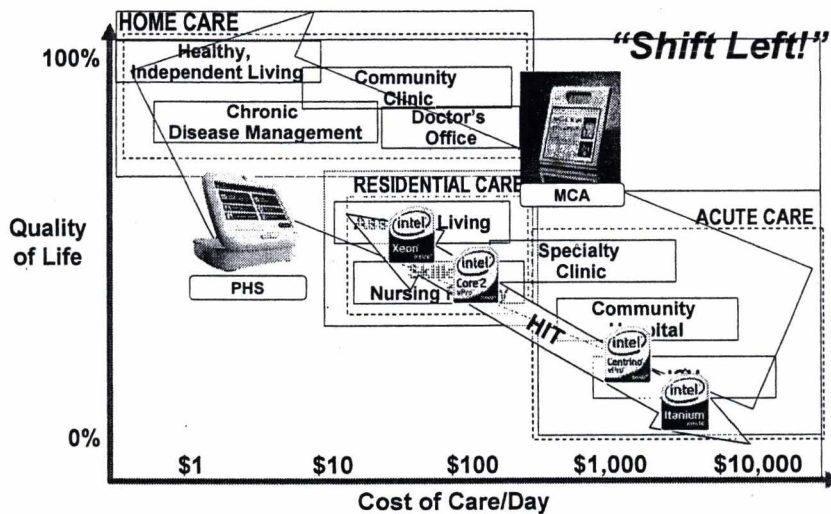 HOME CARE
"Shift Left!"
100%
Healthy,
Independent Living
Community
Clinic
Chronic
Disease Management
Doctor's
Office
MCA
RESIDENTIAL CARE
ACUTE CARE
Quality
of Life
Living
intel
Xeon
Specialty
Clinic
PHS
intel
Core 2
vPro
Nursing
Community
HIT
intel
Centrino
vPro
intel
Itanium
0%
$1 $10 $100 $1,000 $10,000
Cost of Care/Day